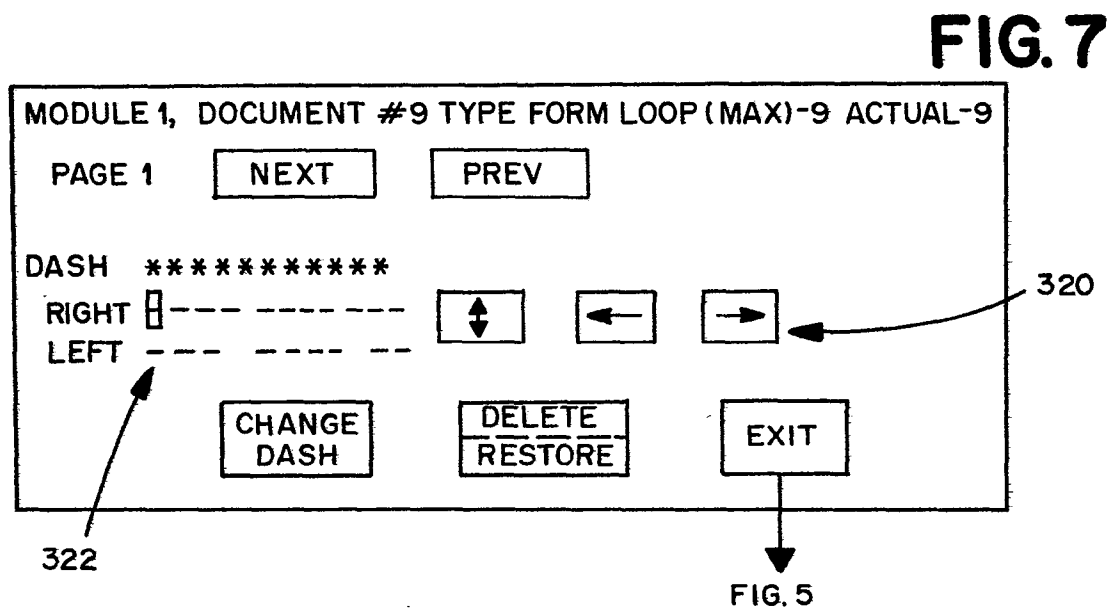 FIG. 7
MODULE 1, DOCUMENT #9 TYPE FORM LOOP (MAX)-9 ACTUAL-9
PAGE 1 NEXT PREV
DASH ***********
RIGHT ---- ---- ---
LEFT --- ---- --
320
CHANGE DASH
DELETE
RESTORE
EXIT
322
FIG. 5